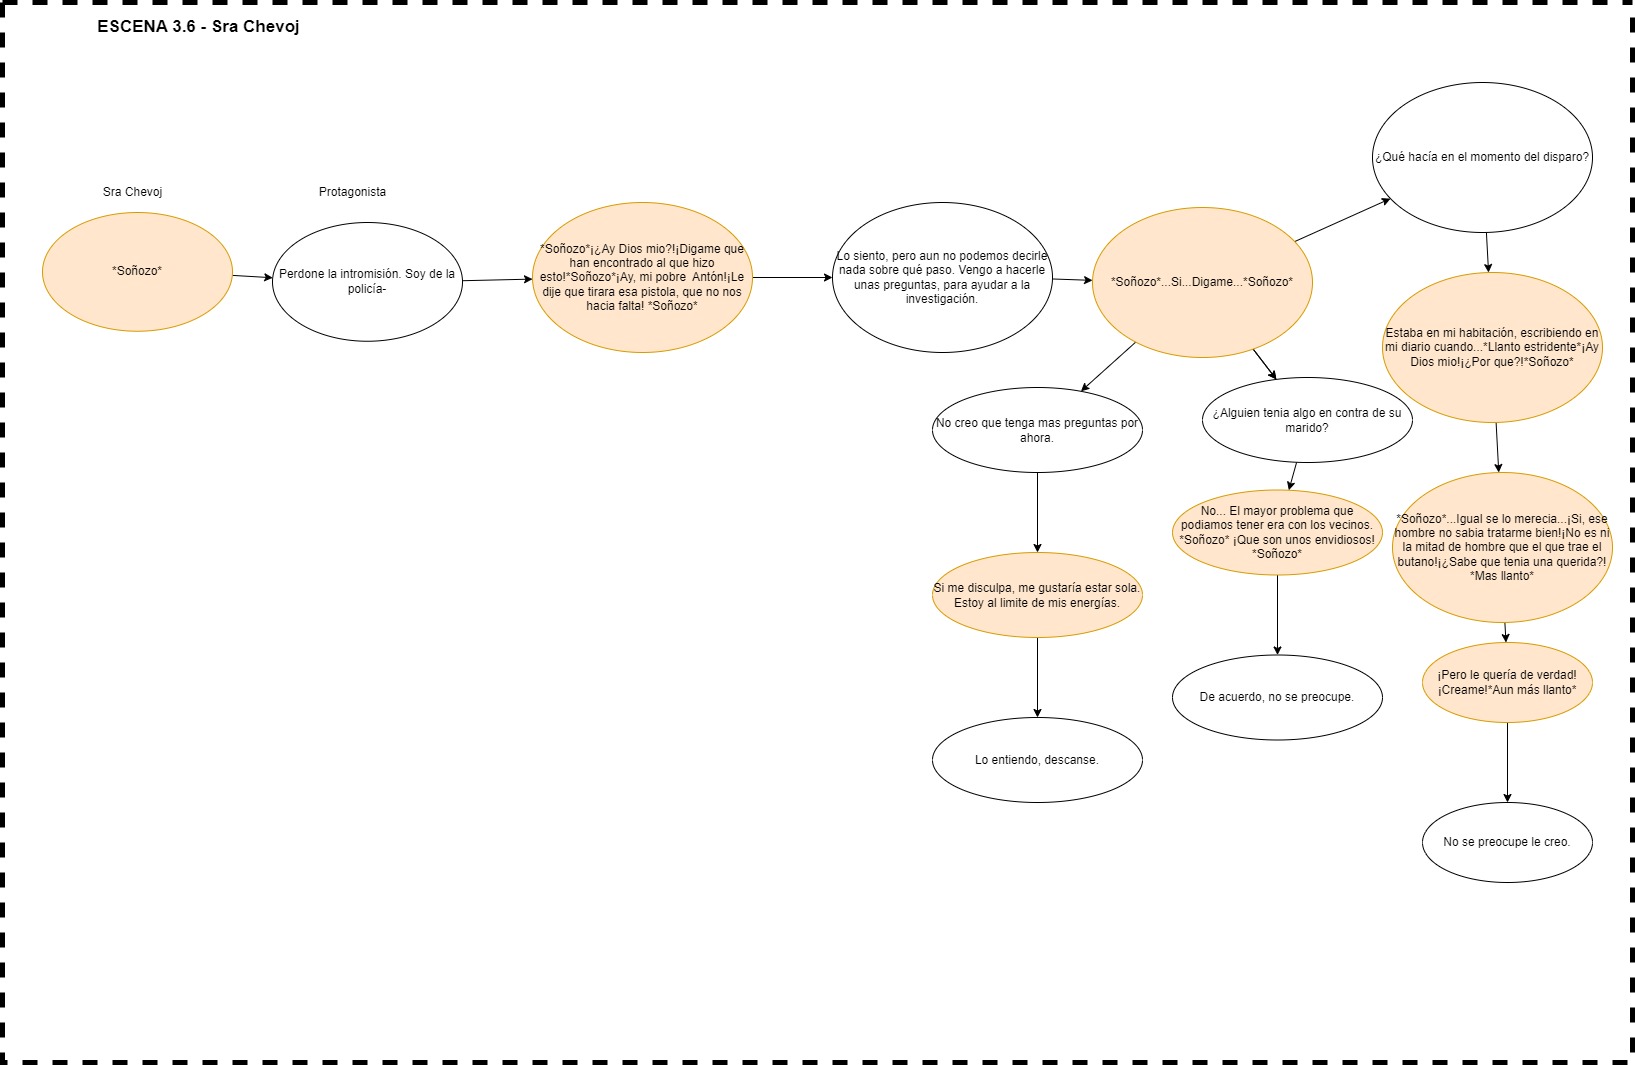 ESCENA 3.6 - Sra Chevoj
Sra Chevoj
Protagonista
*Soñozo*
Perdone la intromisión. Soy de la
policía-
*Soñozo*¡¿Ay Dios mio?!¡Digame que
han encontrado al que hizo
esto!*Soñozo*¡Ay, mi pobre  Antón!¡Le
dije que tirara esa pistola, que no nos
hacia falta! *Soñozo*
Lo siento, pero aun no podemos decirle
nada sobre qué paso. Vengo a hacerle
unas preguntas, para ayudar a la
investigación.
*Soñozo*...Si...Digame...*Soñozo*
¿Qué hacía en el momento del disparo?
Estaba en mi habitación, escribiendo en
mi diario cuando...*Llanto estridente*¡Ay
Dios mio!¡¿Por que?!*Soñozo*
*Soñozo*...Igual se lo merecia...¡Si, ese
hombre no sabia tratarme bien!¡No es ni
la mitad de hombre que el que trae el
butano!¡¿Sabe que tenia una querida?!
*Mas llanto*
¡Pero le quería de verdad!
¡Creame!*Aun más llanto*
No se preocupe le creo.
¿Alguien tenia algo en contra de su
marido?
No... El mayor problema que
podiamos tener era con los vecinos.
*Soñozo* ¡Que son unos envidiosos!
*Soñozo*
De acuerdo, no se preocupe.
No creo que tenga mas preguntas por
ahora.
Si me disculpa, me gustaría estar sola.
Estoy al limite de mis energías.
Lo entiendo, descanse.